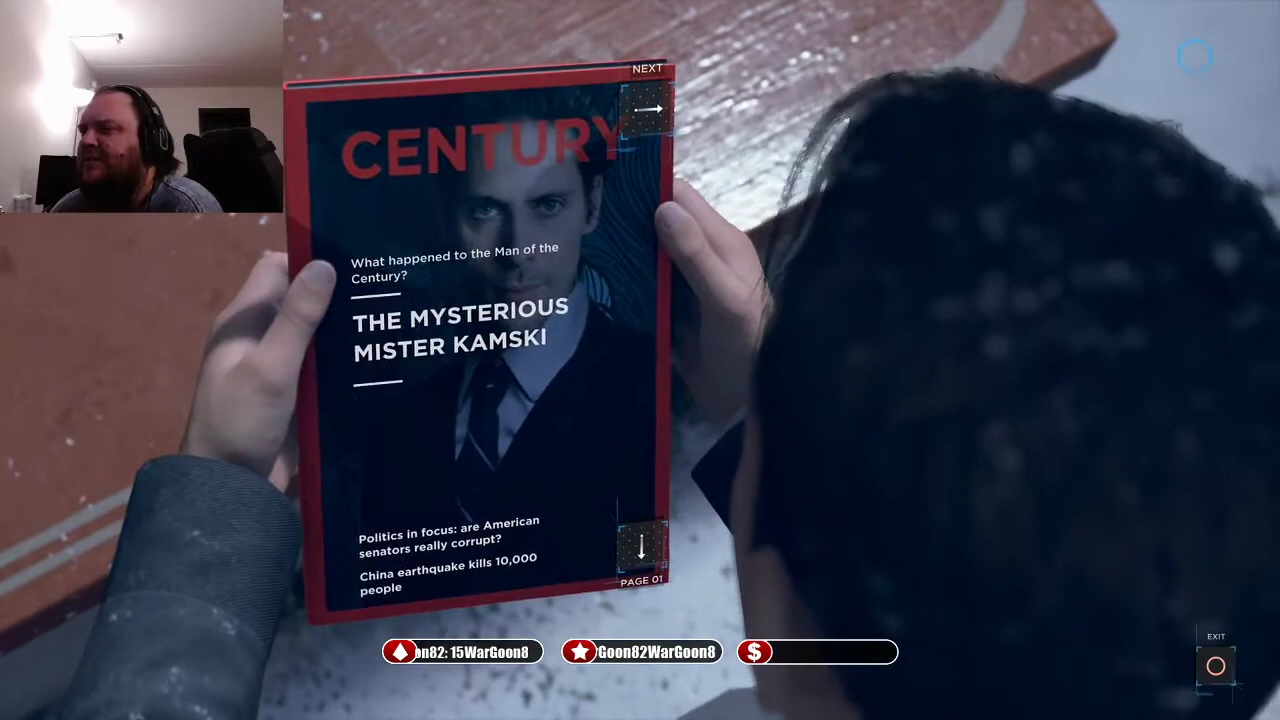 NEXT
CENTURY
What happened to the Man of the
Century?
THE MYSTERIOUS
MISTER KAMSKI
Politics in focus: are American
senators really corrupt?
China earthquake kills 10,000
people
PAGE 01
EXIT
on82: 15WarGoon8
Goon82WarGoon8
$